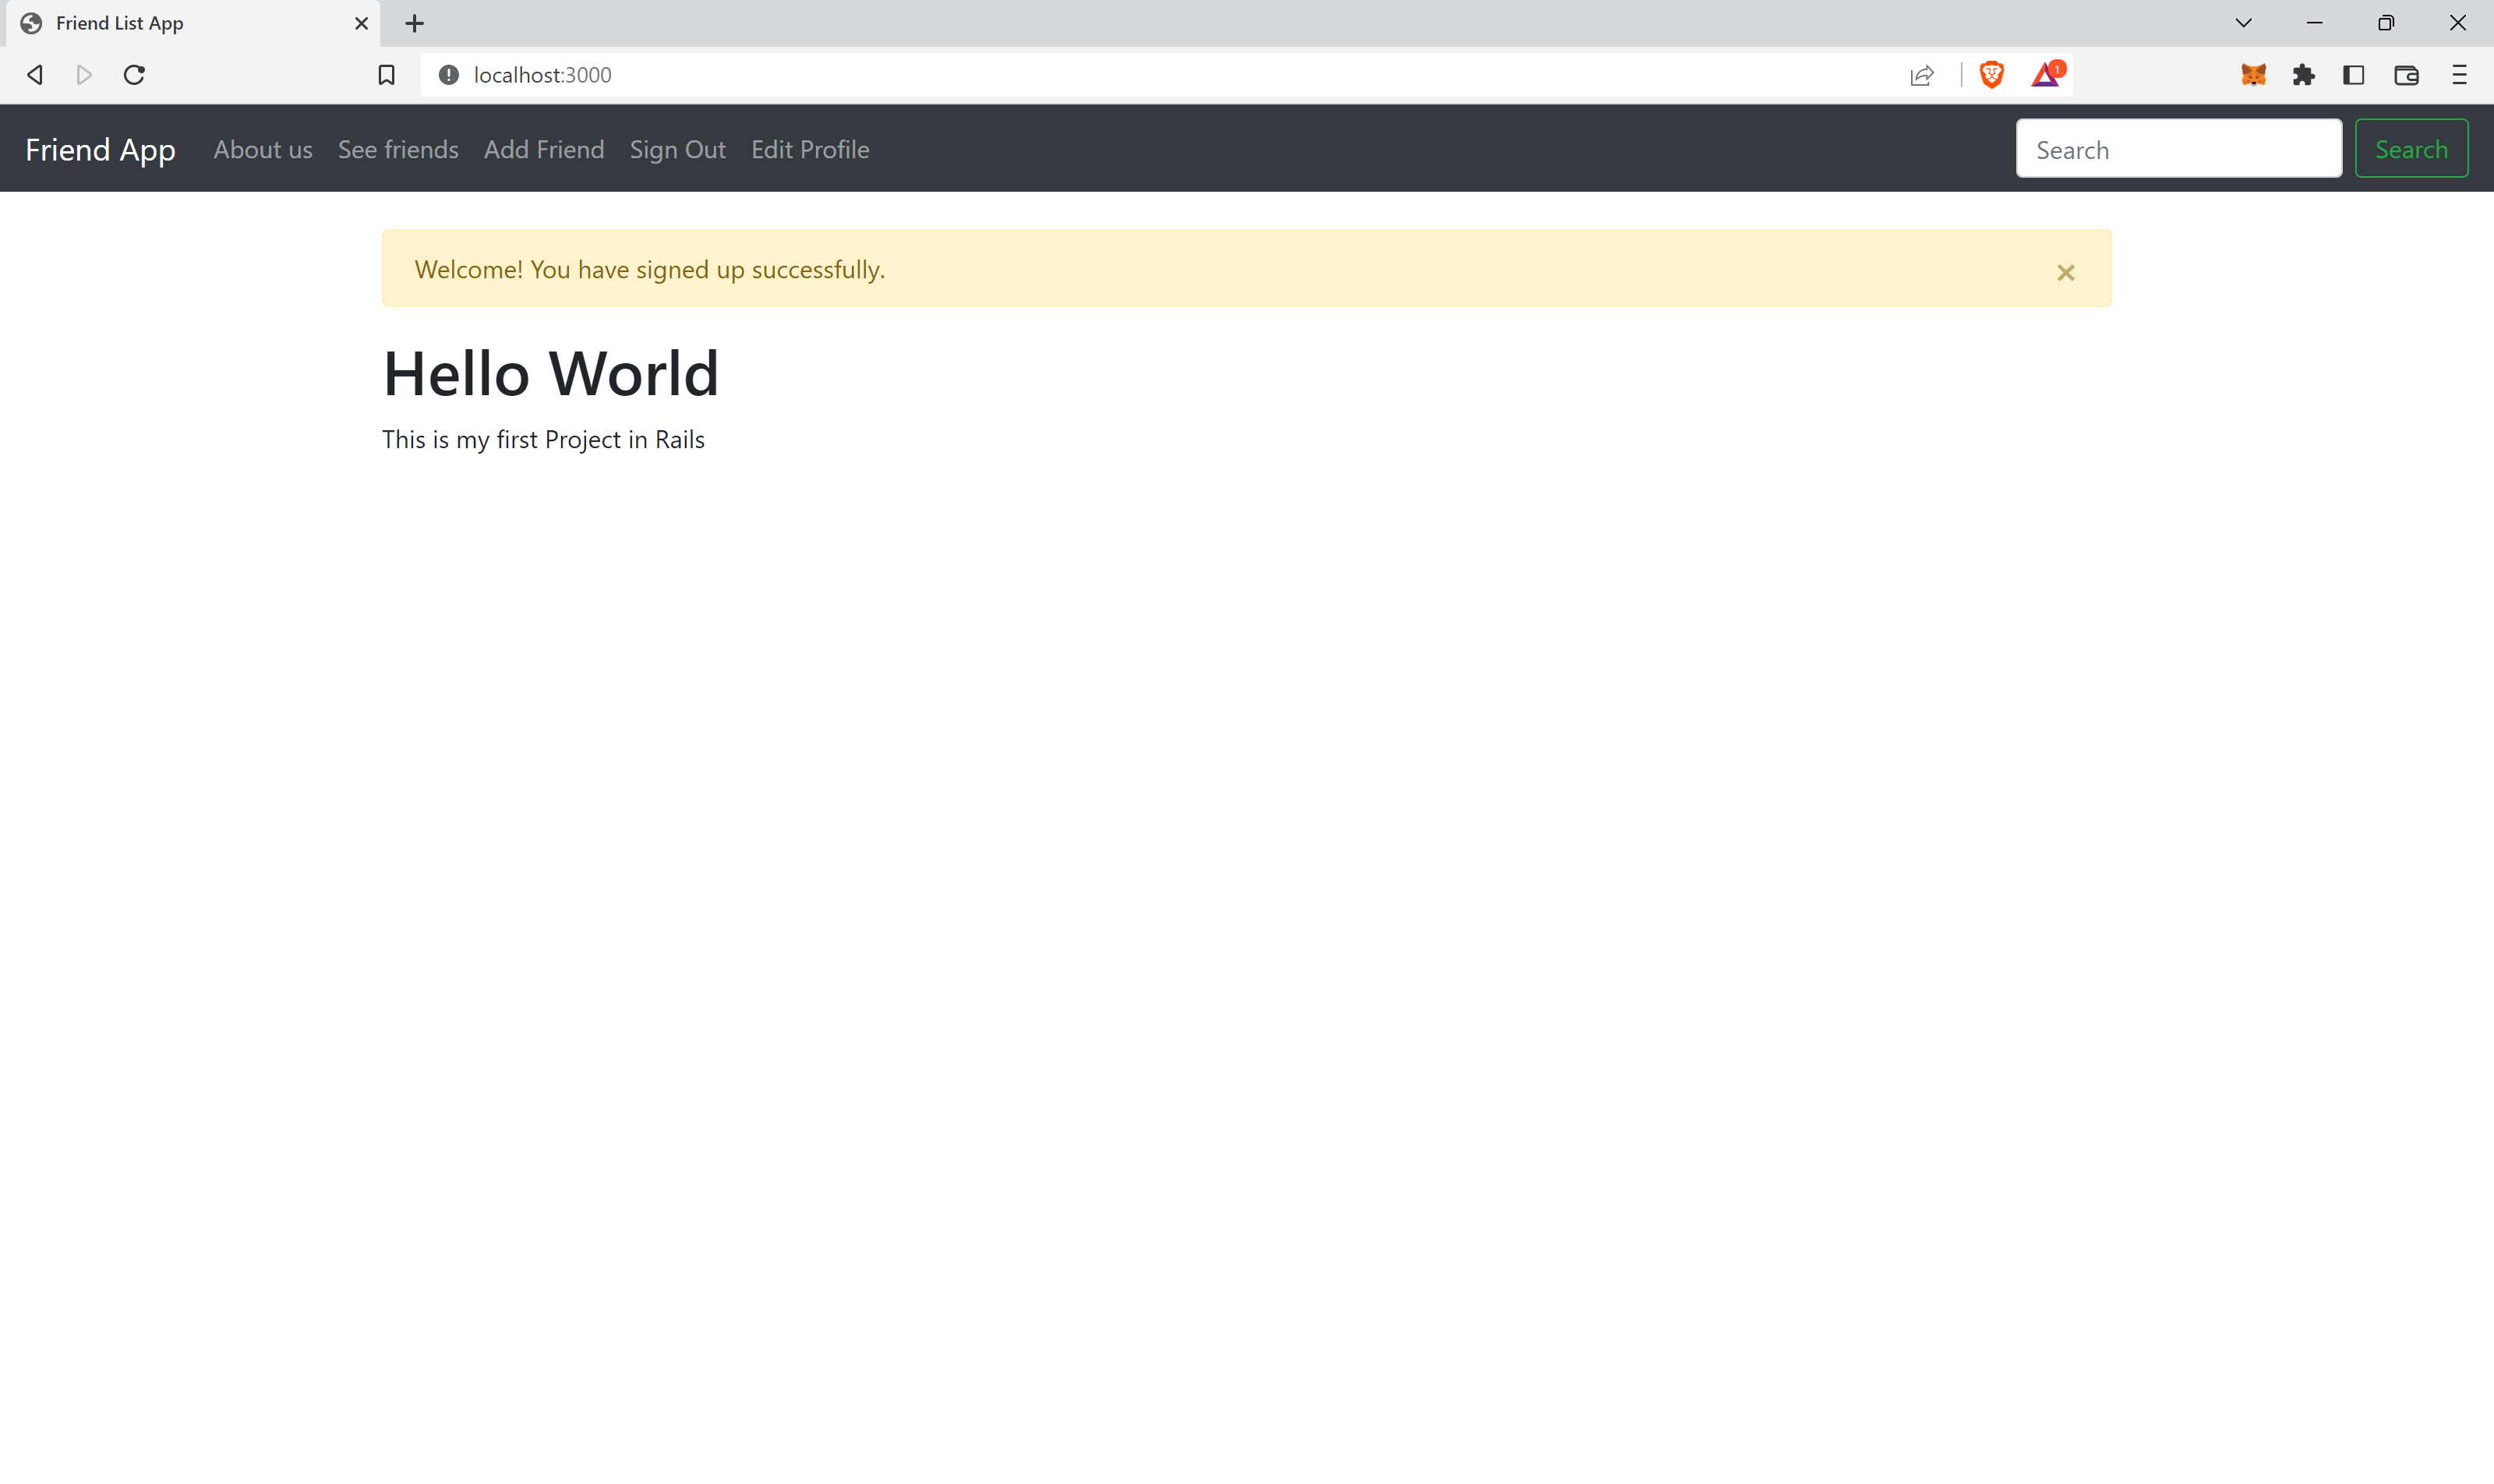 Friend List App
localhost:3000
1
Friend App About us See friends Add Friend Sign Out Edit Profile Search Search
Welcome! You have signed up successfully. ×
Hello World
This is my first Project in Rails